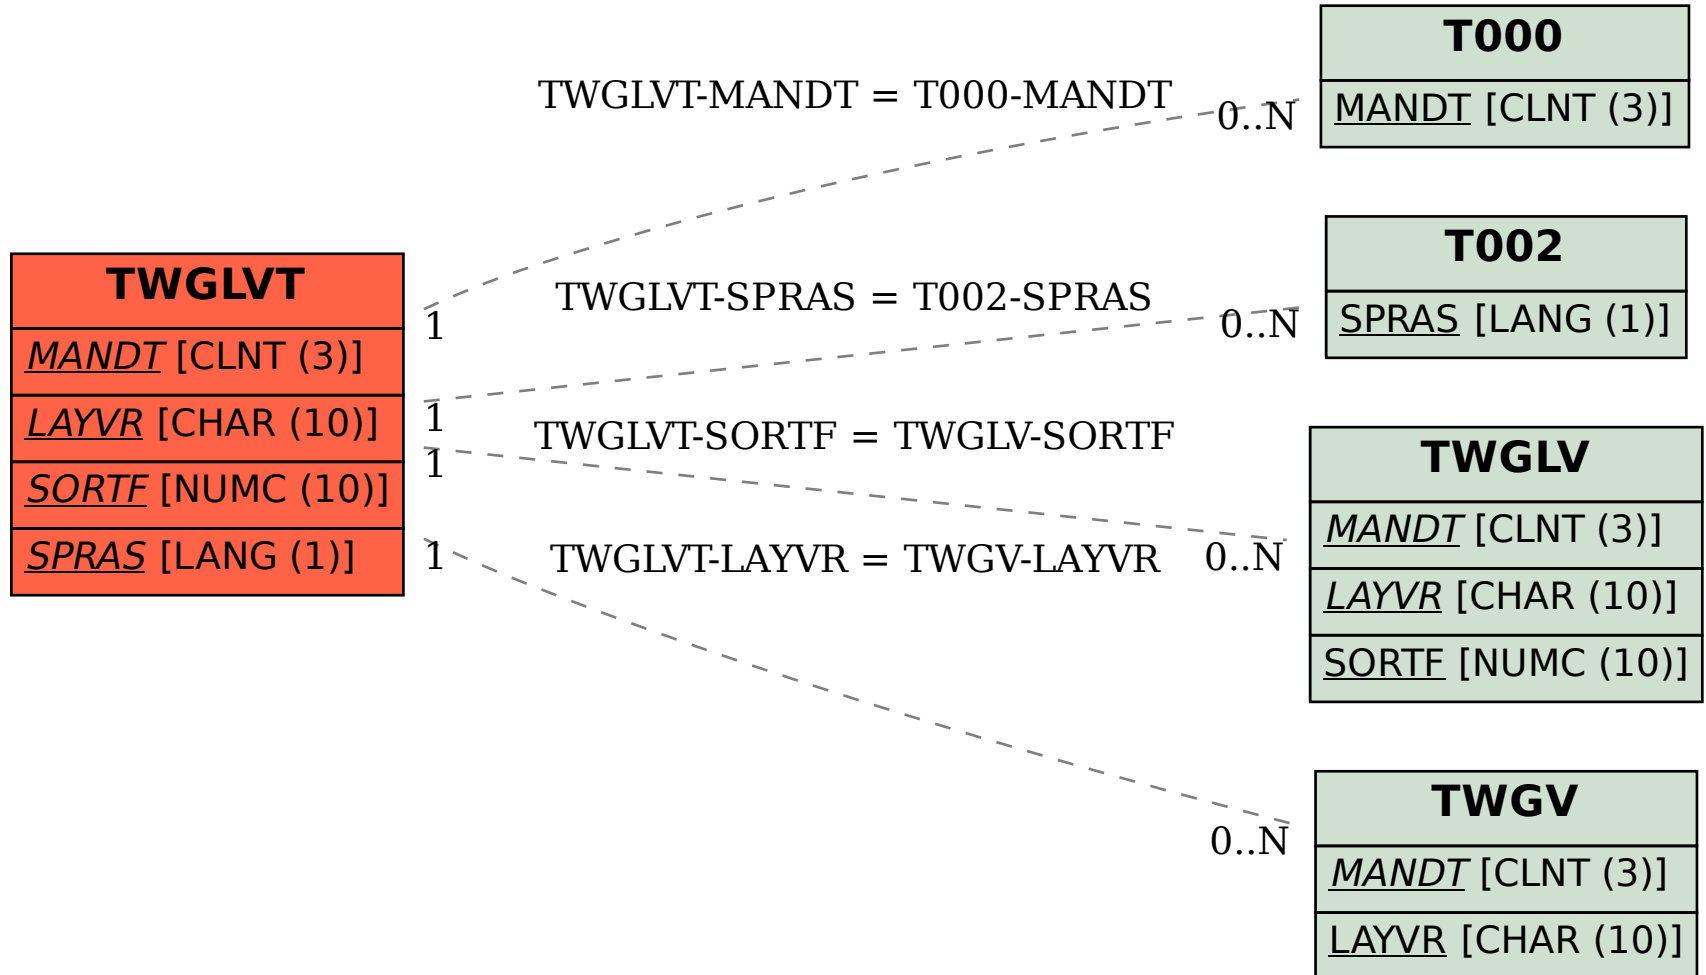 TWGLVT
MANDT [CLNT (3)]
LAYVR [CHAR (10)]
SORTF [NUMC (10)]
SPRAS [LANG (1)]
TWGLVT-MANDT = T000-MANDT
1
0..N
TWGLVT-SPRAS = T002-SPRAS
1
0..N
TWGLVT-SORTF = TWGLV-SORTF
1
0..N
TWGLVT-LAYVR = TWGV-LAYVR
1
0..N
T000
MANDT [CLNT (3)]
T002
SPRAS [LANG (1)]
TWGLV
MANDT [CLNT (3)]
LAYVR [CHAR (10)]
SORTF [NUMC (10)]
TWGV
MANDT [CLNT (3)]
LAYVR [CHAR (10)]